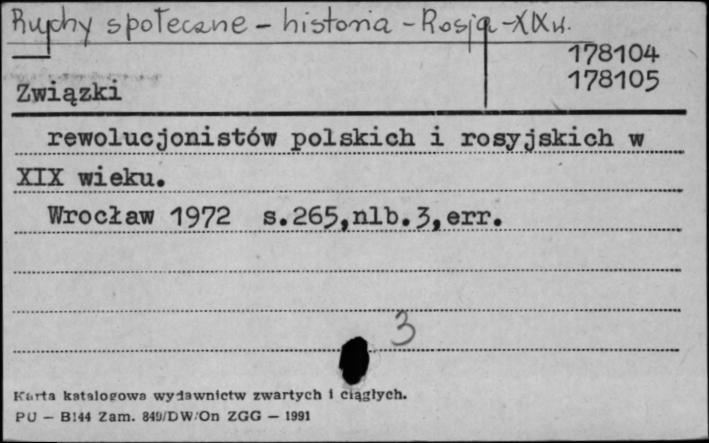 Ruchy społeczne - historia - Rosja - XIX w.
178104
178105
Związki
rewolucjonistów polskich i rosyjskich w
XIX wieku.
Wrocław 1972 s.265,nlb.3,err.
3
Karta katalogowa wydawnictw zwartych i ciągłych.
PU — B144 Zam. 849/DW/On ZGG — 1991